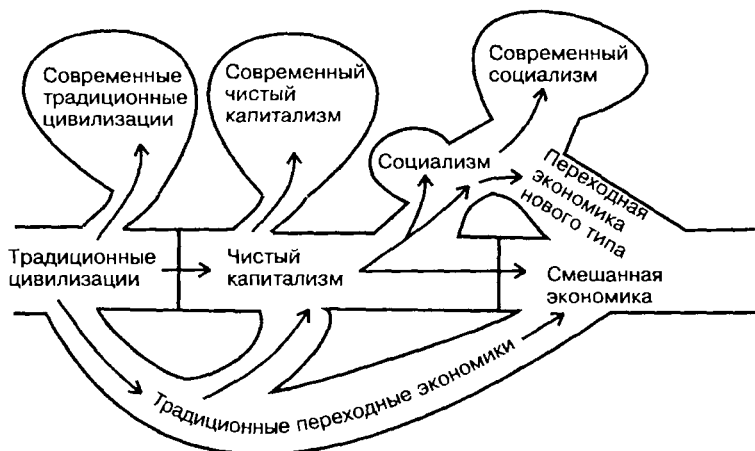 Современные
традиционные
цивилизации
Современный
чистый
капитализм
Современный
социализм
Социализм
Переходная
экономика
нового типа
Традиционные
цивилизации
Чистый
капитализм
Смешанная
экономика
Традиционные переходные экономики